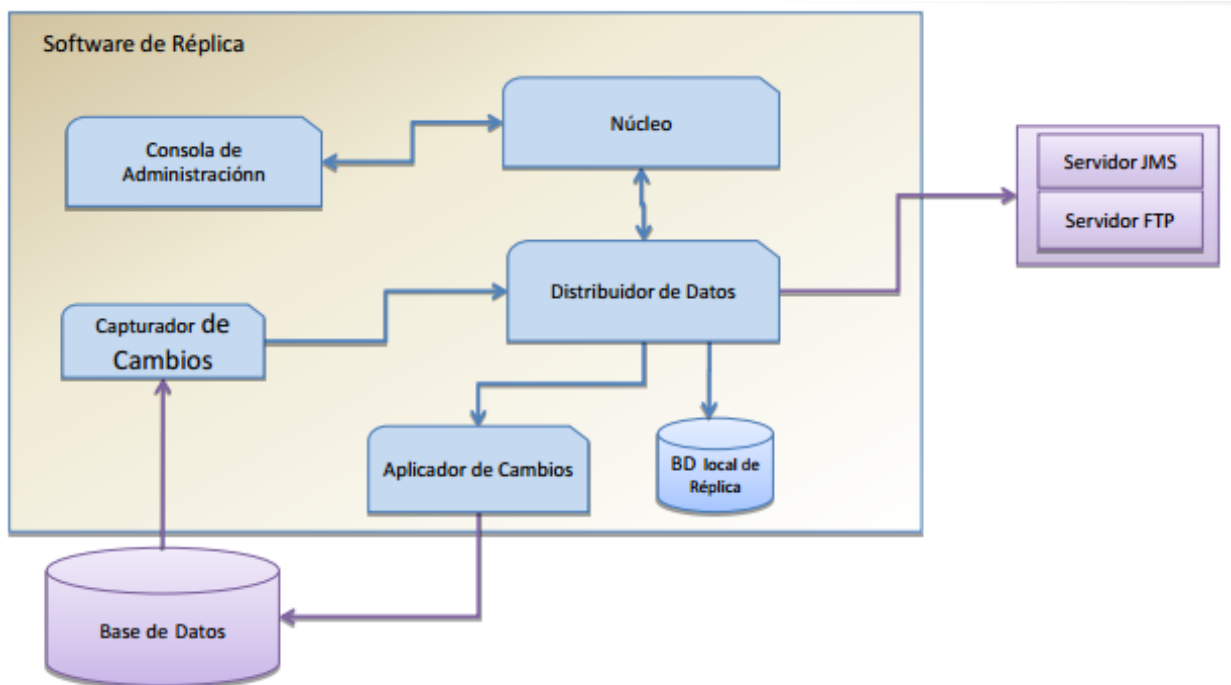 Software de Réplica
Núcleo
Consola de
Administraciónn
Servidor JMS
Servidor FTP
Distribuidor de Datos
Capturador de
Cambios
Aplicador de Cambios
BD local de
Réplica
Base de Datos